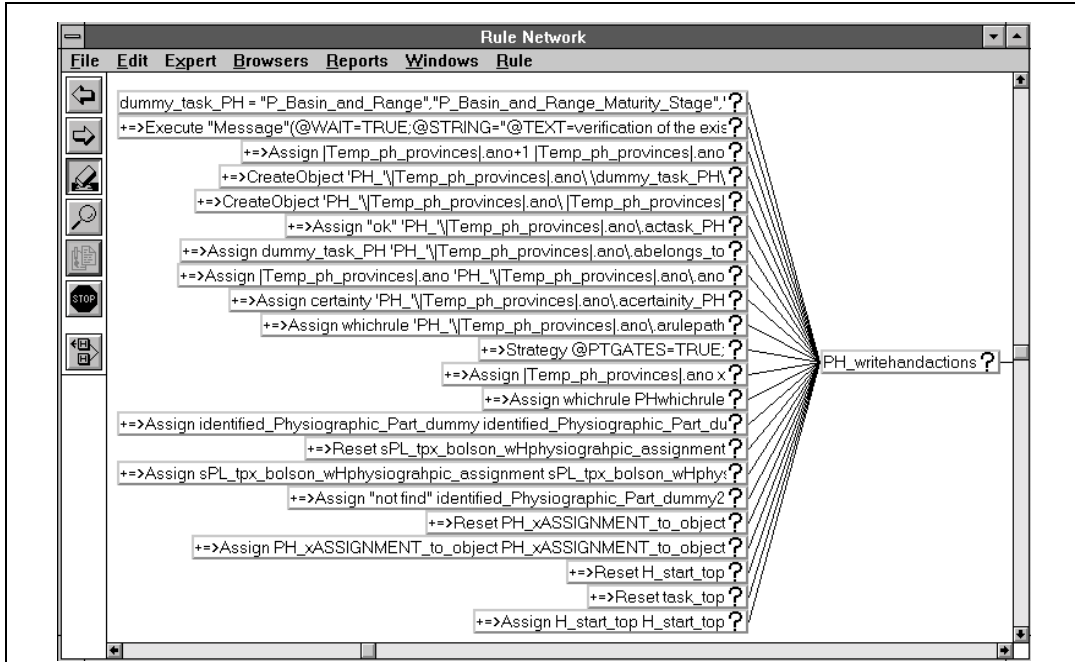 Rule Network
File Edit Expert Browsers Reports Windows Rule
dummy_task_PH = "P_Basin_and_Range","P_Basin_and_Range_Maturity_Stage","?
+=>Execute "Message"(@WAIT=TRUE;@STRING="@TEXT=verification of the exis?
+=>Assign |Temp_ph_provinces|.ano+1 |Temp_ph_provinces|.ano?
+=>CreateObject 'PH_'\|Temp_ph_provinces|.ano\ \dummy_task_PH\?
+=>CreateObject 'PH_'\|Temp_ph_provinces|.ano\ |Temp_ph_provinces|?
+=>Assign "ok" 'PH_'\|Temp_ph_provinces|.ano\.actask_PH?
+=>Assign dummy_task_PH 'PH_'\|Temp_ph_provinces|.ano\.abelongs_to?
+=>Assign |Temp_ph_provinces|.ano 'PH_'\|Temp_ph_provinces|.ano\.ano?
+=>Assign certainty 'PH_'\|Temp_ph_provinces|.ano\.acertainity_PH?
+=>Assign whichrule 'PH_'\|Temp_ph_provinces|.ano\.arulepath?
STOP
+=>Strategy @PTGATES=TRUE;?
PH_writehandactions?
+=>Assign |Temp_ph_provinces|.ano x?
+=>Assign whichrule PHwhichrule?
+=>Assign identified_Physiographic_Part_dummy identified_Physiographic_Part_du?
+=>Reset sPL_tpx_bolson_wHphysiograhpic_assignment?
+=>Assign sPL_tpx_bolson_wHphysiograhpic_assignment sPL_tpx_bolson_wHphys?
+=>Assign "not find" identified_Physiographic_Part_dummy2?
+=>Reset PH_xASSIGNMENT_to_object?
+=>Assign PH_xASSIGNMENT_to_object PH_xASSIGNMENT_to_object?
+=>Reset H_start_top?
+=>Reset task_top?
+=>Assign H_start_top H_start_top?